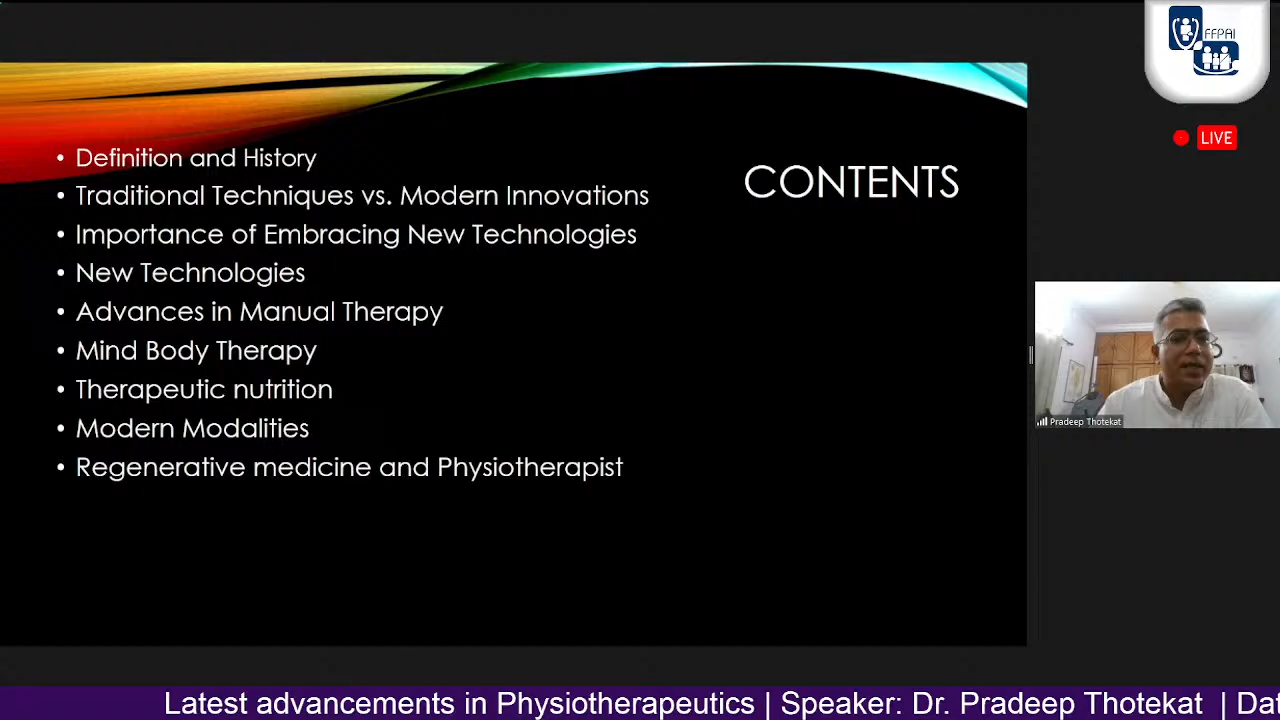 FFPAI
LIVE
CONTENTS
• Definition and History
• Traditional Techniques vs. Modern Innovations
• Importance of Embracing New Technologies
• New Technologies
• Advances in Manual Therapy
• Mind Body Therapy
• Therapeutic nutrition
• Modern Modalities
• Regenerative medicine and Physiotherapist
Pradeep Thotekat
Latest advancements in Physiotherapeutics | Speaker: Dr. Pradeep Thotekat | Dat